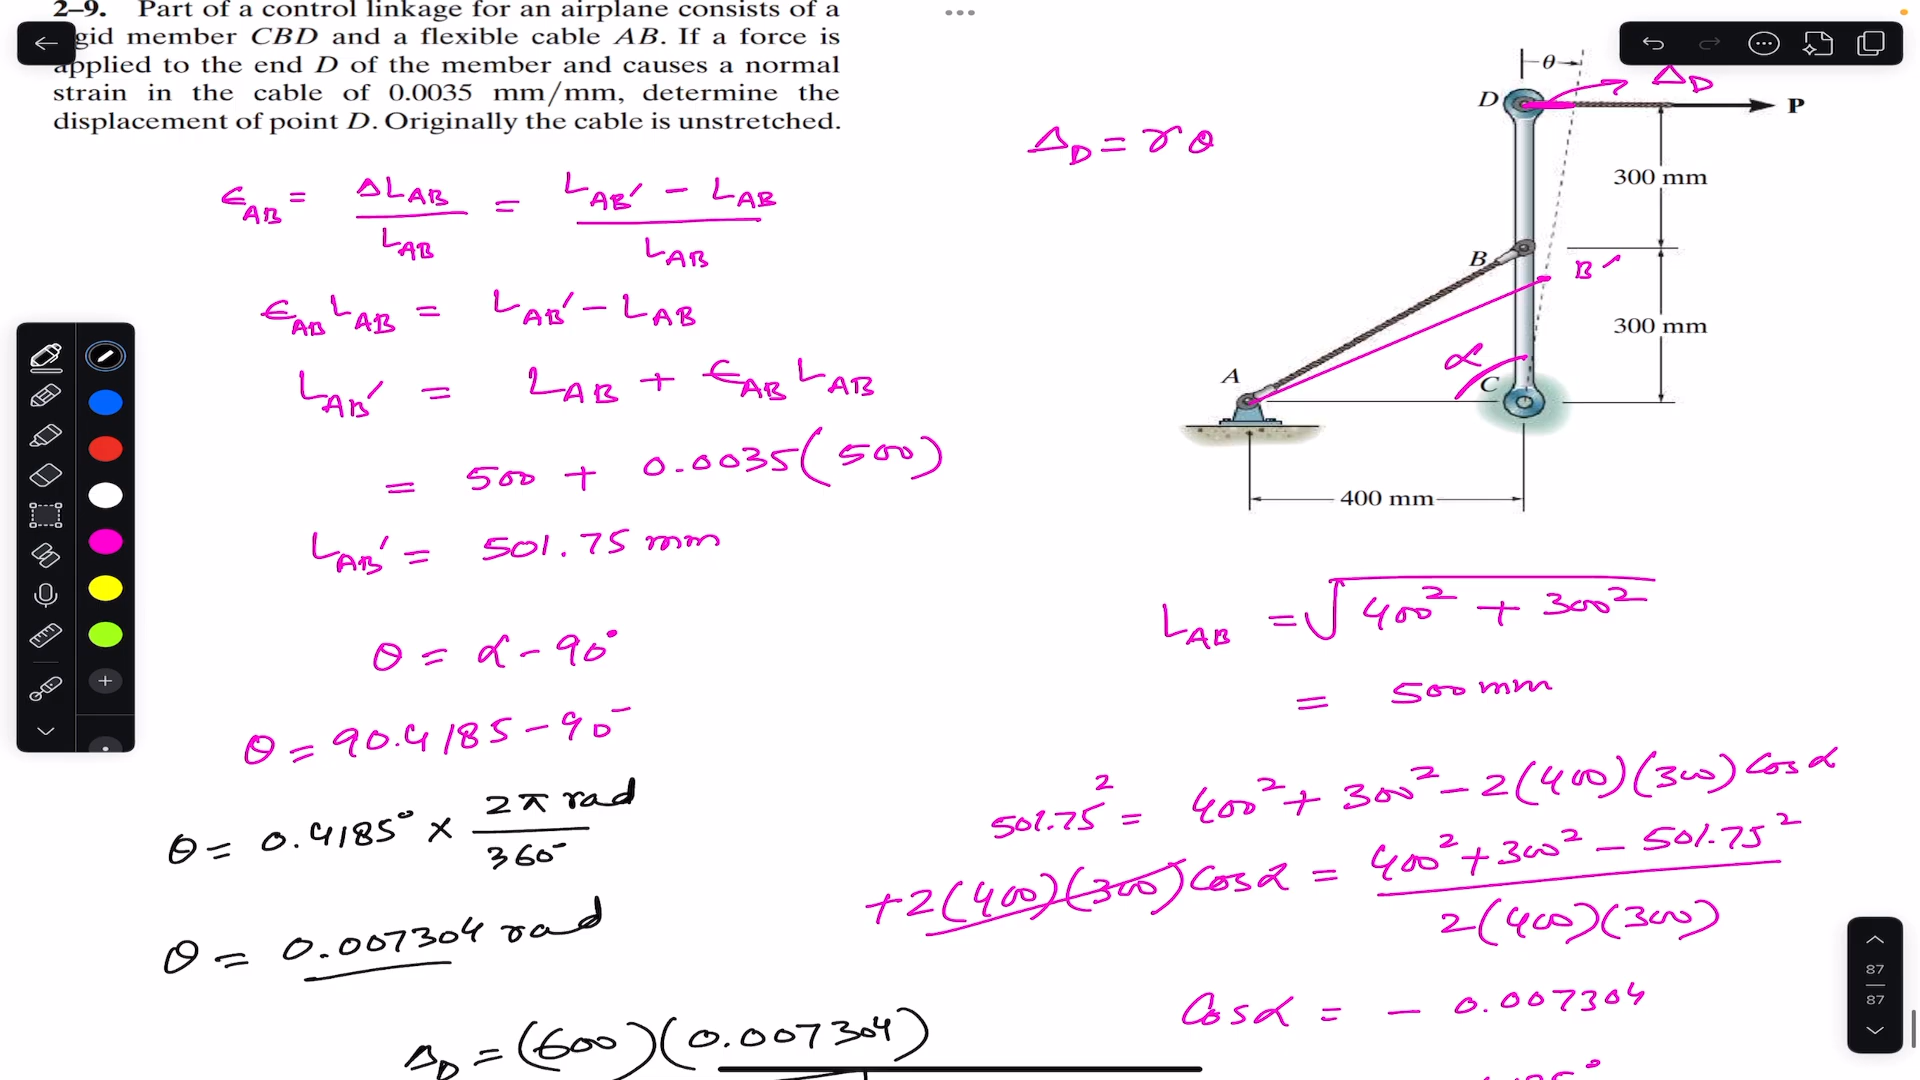 2–9. Part of a control linkage for an airplane consists of a
gid member CBD and a flexible cable AB. If a force is
applied to the end D of the member and causes a normal
strain in the cable of 0.0035 mm/mm, determine the
displacement of point D. Originally the cable is unstretched.
ϵ_AB = ΔL_AB / L_AB = (L_AB' − L_AB) / L_AB
ϵ_AB L_AB = L_AB' − L_AB
L_AB' = L_AB + ϵ_AB L_AB
= 500 + 0.0035(500)
L_AB' = 501.75 mm
θ = α − 90°
θ = 90.4185 − 90°
θ = 0.4185° × 2π rad / 360°
θ = 0.007304 rad
Δ_D = (600)(0.007304)
Δ_D = rθ
θ
Δ_D
D
P
300 mm
B
B'
300 mm
α
A
C
400 mm
L_AB = √(400² + 300²)
= 500 mm
501.75² = 400² + 300² − 2(400)(300) Cos α
+2(400)(300) Cos α = (400² + 300² − 501.75²) / 2(400)(300)
Cos α = − 0.007304
87
87